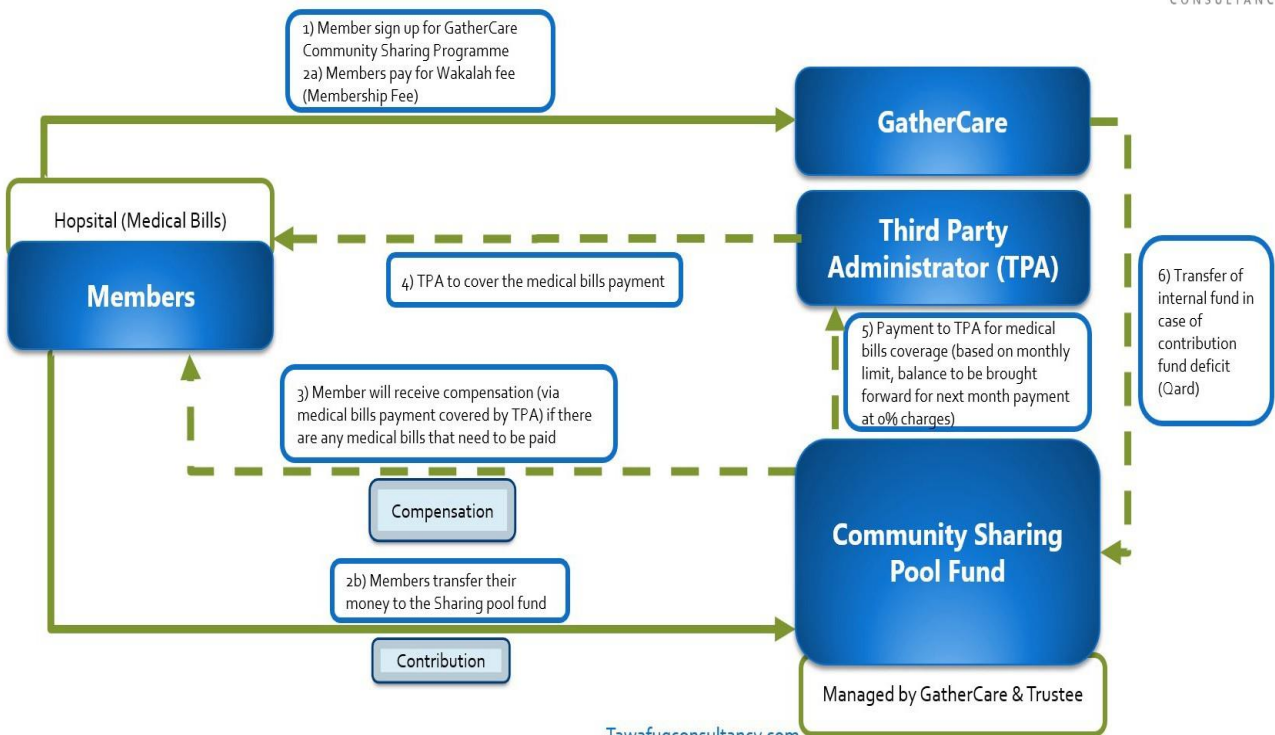 CONSULTANC
1) Member sign up for GatherCare
Community Sharing Programme
2a) Members pay for Wakalah fee
(Membership Fee)
GatherCare
Hopsital (Medical Bills)
Members
Third Party
Administrator (TPA)
4) TPA to cover the medical bills payment
6) Transfer of
internal fund in
case of
contribution
fund deficit
(Qard)
5) Payment to TPA for medical
bills coverage (based on monthly
limit, balance to be brought
forward for next month payment
at 0% charges)
3) Member will receive compensation (via
medical bills payment covered by TPA) if there
are any medical bills that need to be paid
Compensation
Community Sharing
Pool Fund
2b) Members transfer their
money to the Sharing pool fund
Contribution
Managed by GatherCare & Trustee
Tawafuqconsultancy.com